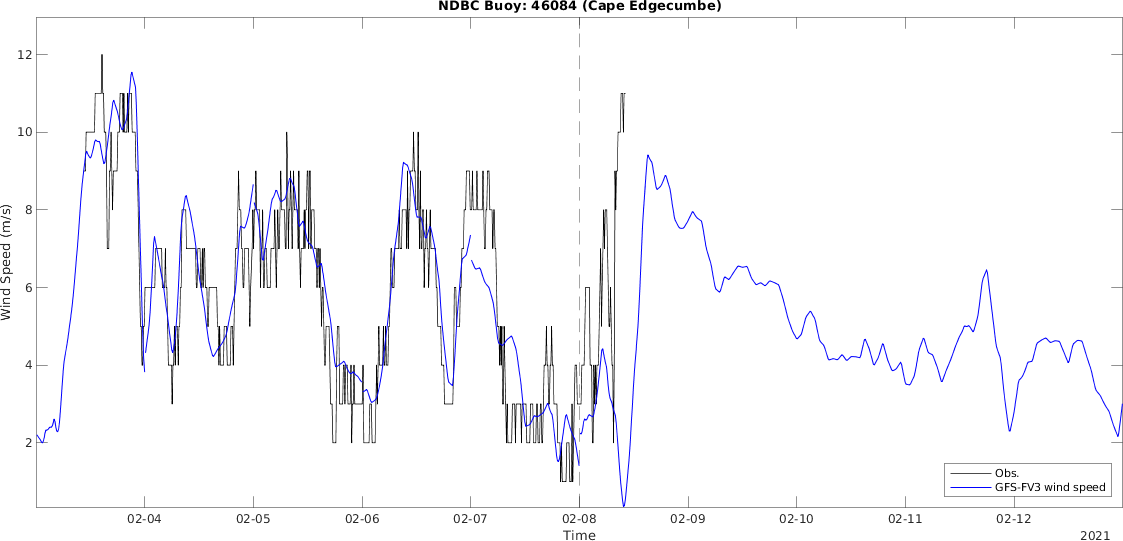 NDBC Buoy: 46084 (Cape Edgecumbe)
12
10
8
6
4
2
Wind Speed (m/s)
02-04 02-05 02-06 02-07 02-08 02-09 02-10 02-11 02-12
Time
2021
Obs.
GFS-FV3 wind speed